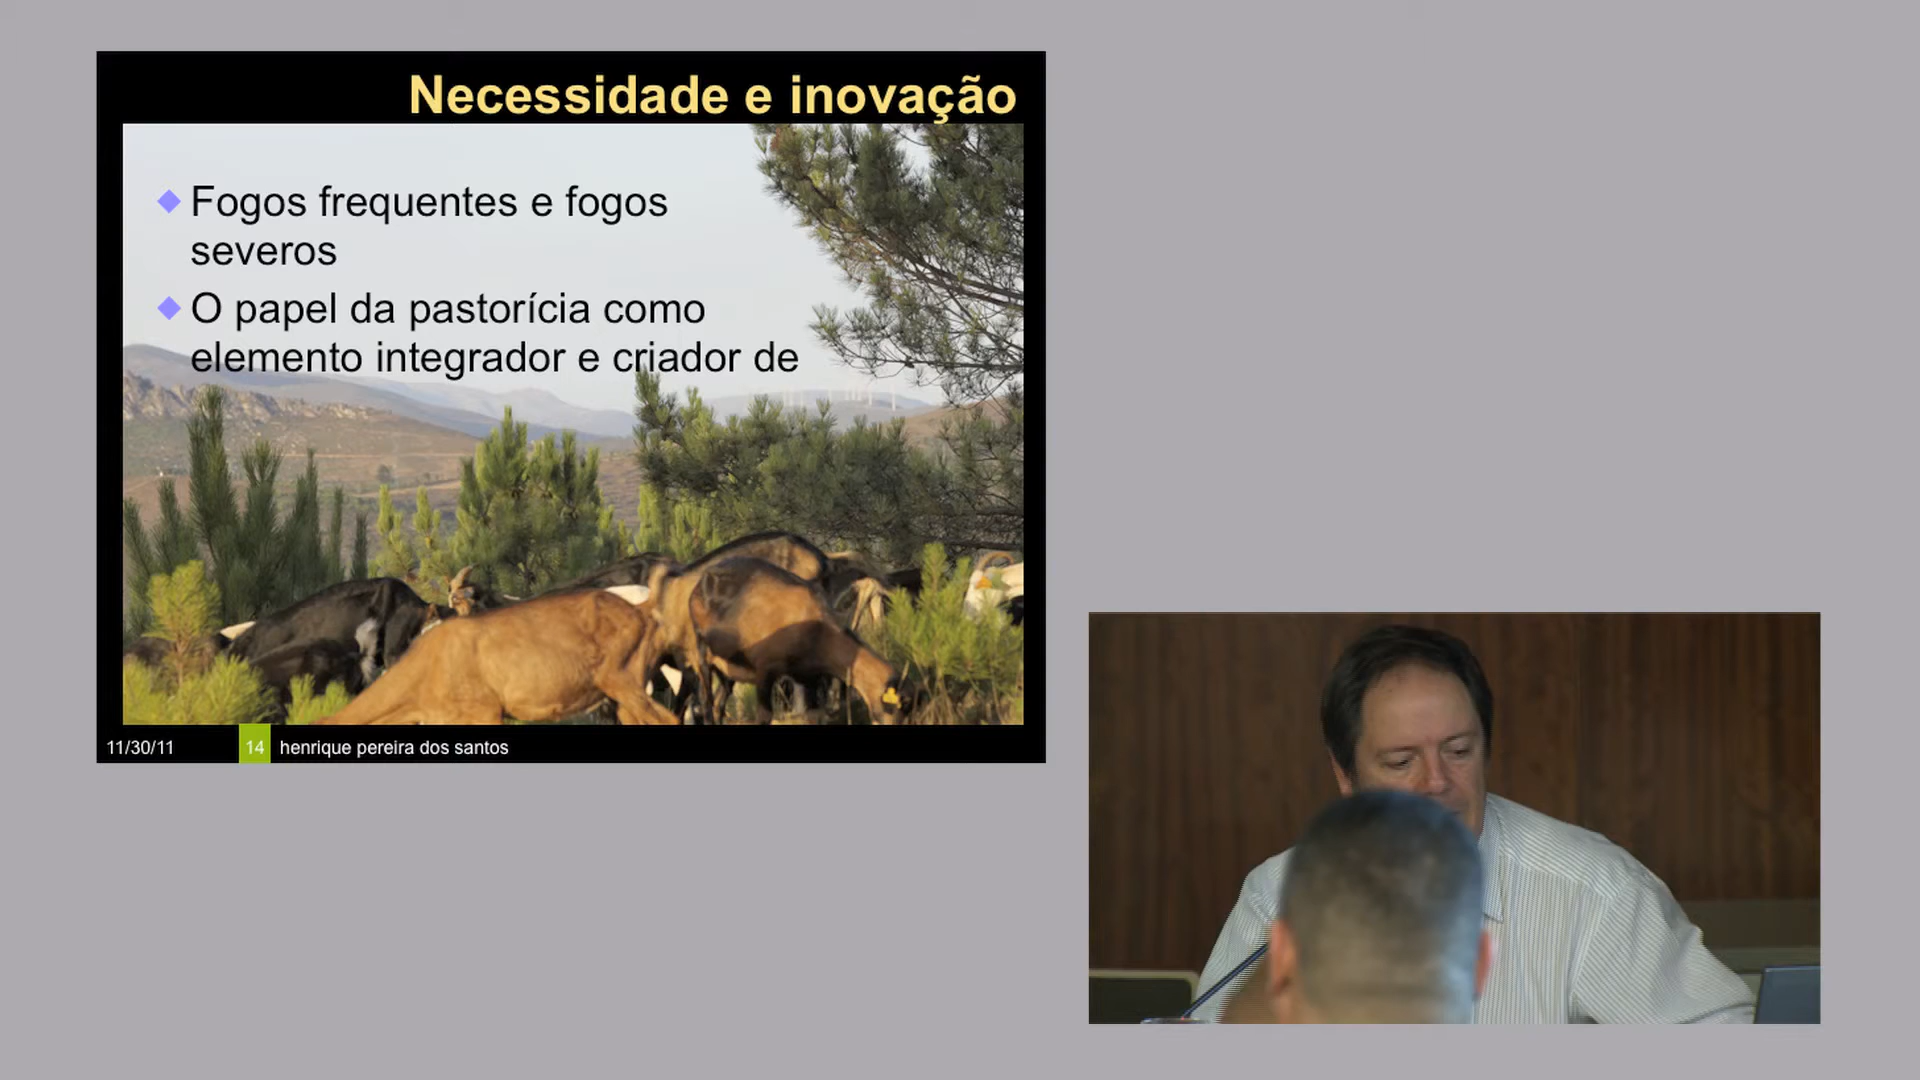 Necessidade e inovação
Fogos frequentes e fogos
severos
O papel da pastorícia como
elemento integrador e criador de
11/30/11
14
henrique pereira dos santos